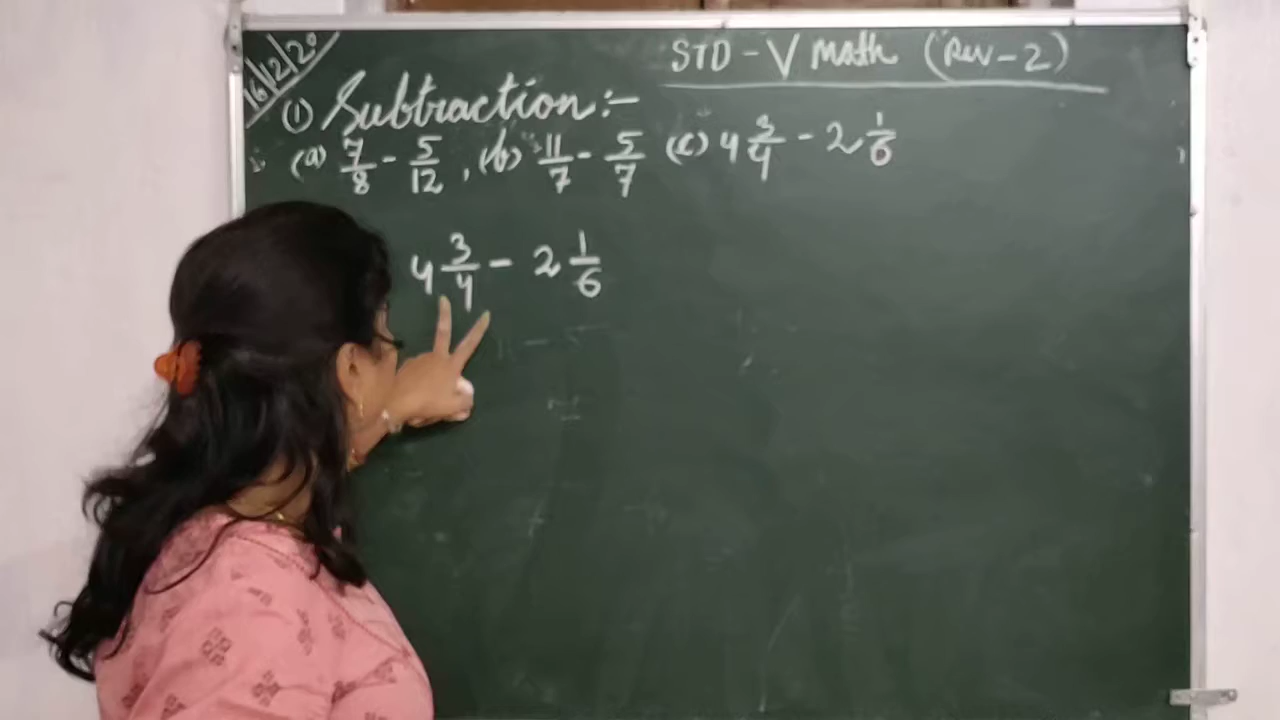 16/2/20
STD - V Math (Rev-2)
(1) Subtraction:-
(a) 7/8 - 5/12, (b) 11/7 - 5/7 (c) 4 3/4 - 2 1/6
4 3/4 - 2 1/6